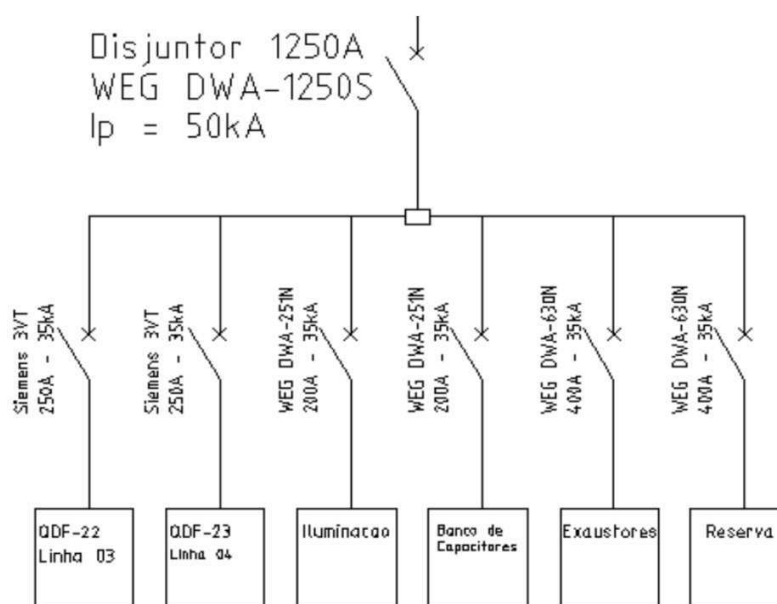 Disjuntor 1250A
WEG DWA-1250S
Ip = 50kA
Siemens 3VT
250A - 35kA
Siemens 3VT
250A - 35kA
WEG DWA-251N
200A - 35kA
WEG DWA-251N
200A - 35kA
WEG DWA-630N
400A - 35kA
WEG DWA-630N
400A - 35kA
QDF-22
Linha 03
QDF-23
Linha 04
Iluminacao
Banco de
Capacitores
Exaustores
Reserva